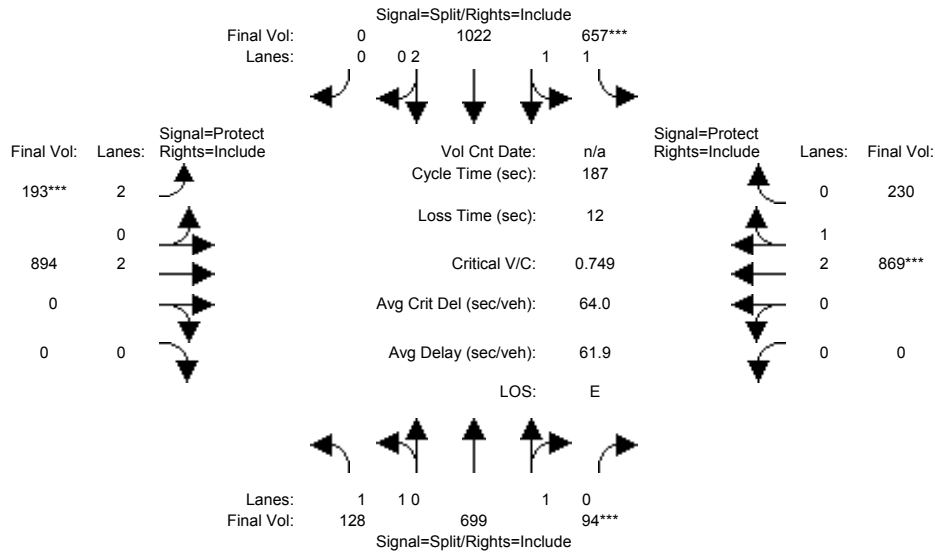 Signal=Split/Rights=Include
Final Vol: 0 1022 657***
Lanes: 0 0 2 1 1
Signal=Protect
Final Vol: Lanes: Rights=Include
Vol Cnt Date: n/a
Signal=Protect
Rights=Include Lanes: Final Vol:
Cycle Time (sec): 187
193*** 2
0 230
Loss Time (sec): 12
0
1
894 2
Critical V/C: 0.749
2 869***
0
Avg Crit Del (sec/veh): 64.0
0
0 0
Avg Delay (sec/veh): 61.9
0 0
LOS: E
Lanes: 1 1 0 1 0
Final Vol: 128 699 94***
Signal=Split/Rights=Include